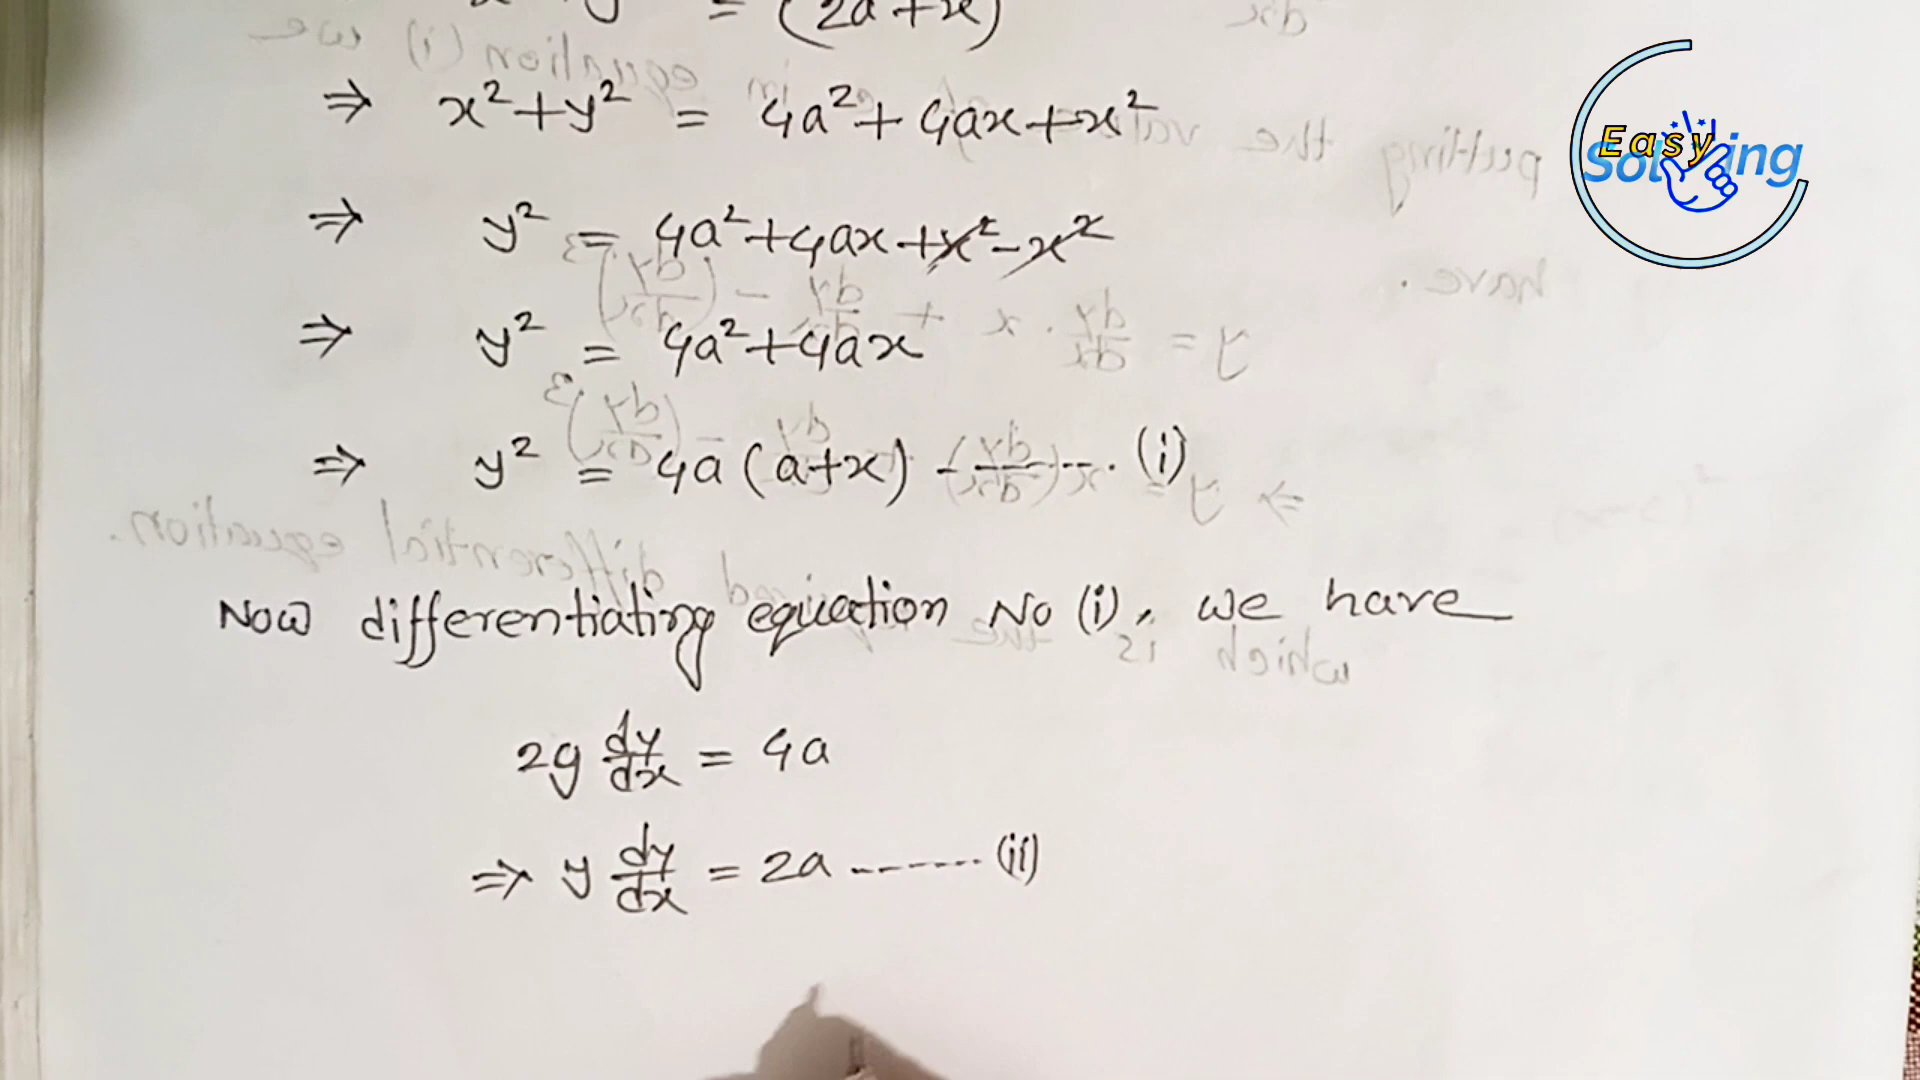 = (2a+x)
⇒ x²+y² = 4a²+4ax+x²
⇒ y² = 4a²+4ax+x²-x²
⇒ y² = 4a²+4ax
⇒ y² = 4a(a+x) ------- (i)
Now differentiating equation No (i), we have
2y dy/dx = 4a
⇒ y dy/dx = 2a ------- (ii)
Easy
Solving